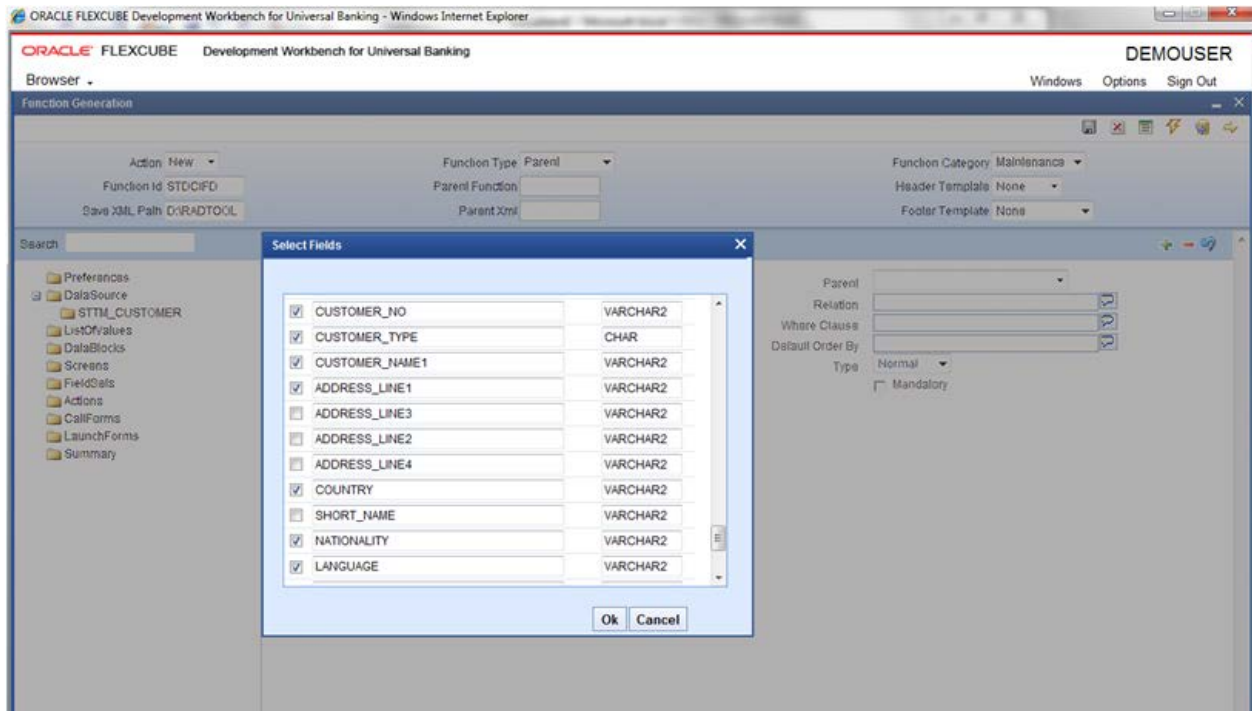 ORACLE FLEXCUBE Development Workbench for Universal Banking - Windows Internet Explorer
ORACLE FLEXCUBE Development Workbench for Universal Banking DEMOUSER
Browser Windows Options Sign Out
Function Generation
Action New Function Type Parent Function Category Maintenance
Function Id STDCIFD Parent Function Header Template None
Save XML Path D:\RADTOOL Parent Xml Footer Template None
Search
Preferences
DataSource
STTM_CUSTOMER
ListOfValues
DataBlocks
Screens
FieldSets
Actions
CallForms
LaunchForms
Summary
Select Fields
CUSTOMER_NO VARCHAR2
CUSTOMER_TYPE CHAR
CUSTOMER_NAME1 VARCHAR2
ADDRESS_LINE1 VARCHAR2
ADDRESS_LINE3 VARCHAR2
ADDRESS_LINE2 VARCHAR2
ADDRESS_LINE4 VARCHAR2
COUNTRY VARCHAR2
SHORT_NAME VARCHAR2
NATIONALITY VARCHAR2
LANGUAGE VARCHAR2
Ok Cancel
Parent
Relation
Where Clause
Default Order By
Type Normal
Mandatory